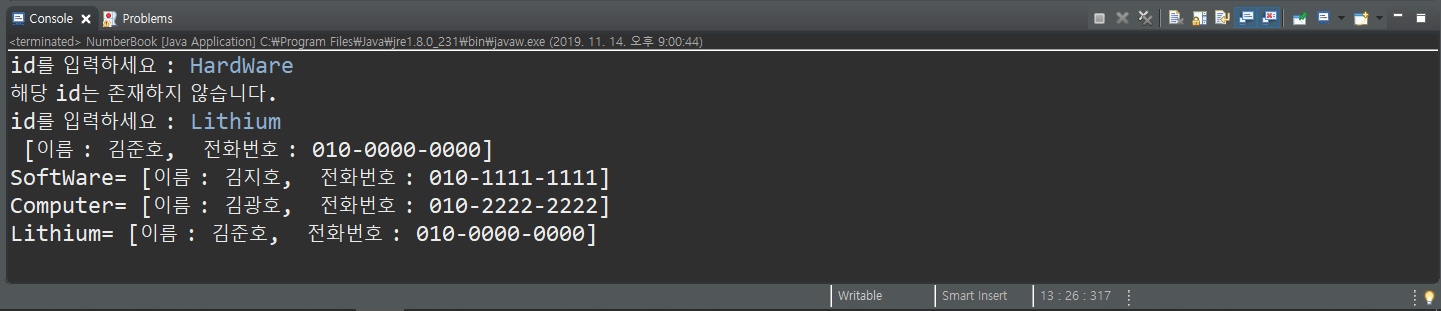 Console Problems
<terminated> NumberBook [Java Application] C:₩Program Files₩Java₩jre1.8.0_231₩bin₩javaw.exe (2019. 11. 14. 오후 9:00:44)
id를 입력하세요 : HardWare
해당 id는 존재하지 않습니다.
id를 입력하세요 : Lithium
[이름 : 김준호, 전화번호 : 010-0000-0000]
SoftWare= [이름 : 김지호, 전화번호 : 010-1111-1111]
Computer= [이름 : 김광호, 전화번호 : 010-2222-2222]
Lithium= [이름 : 김준호, 전화번호 : 010-0000-0000]
Writable Smart Insert 13 : 26 : 317